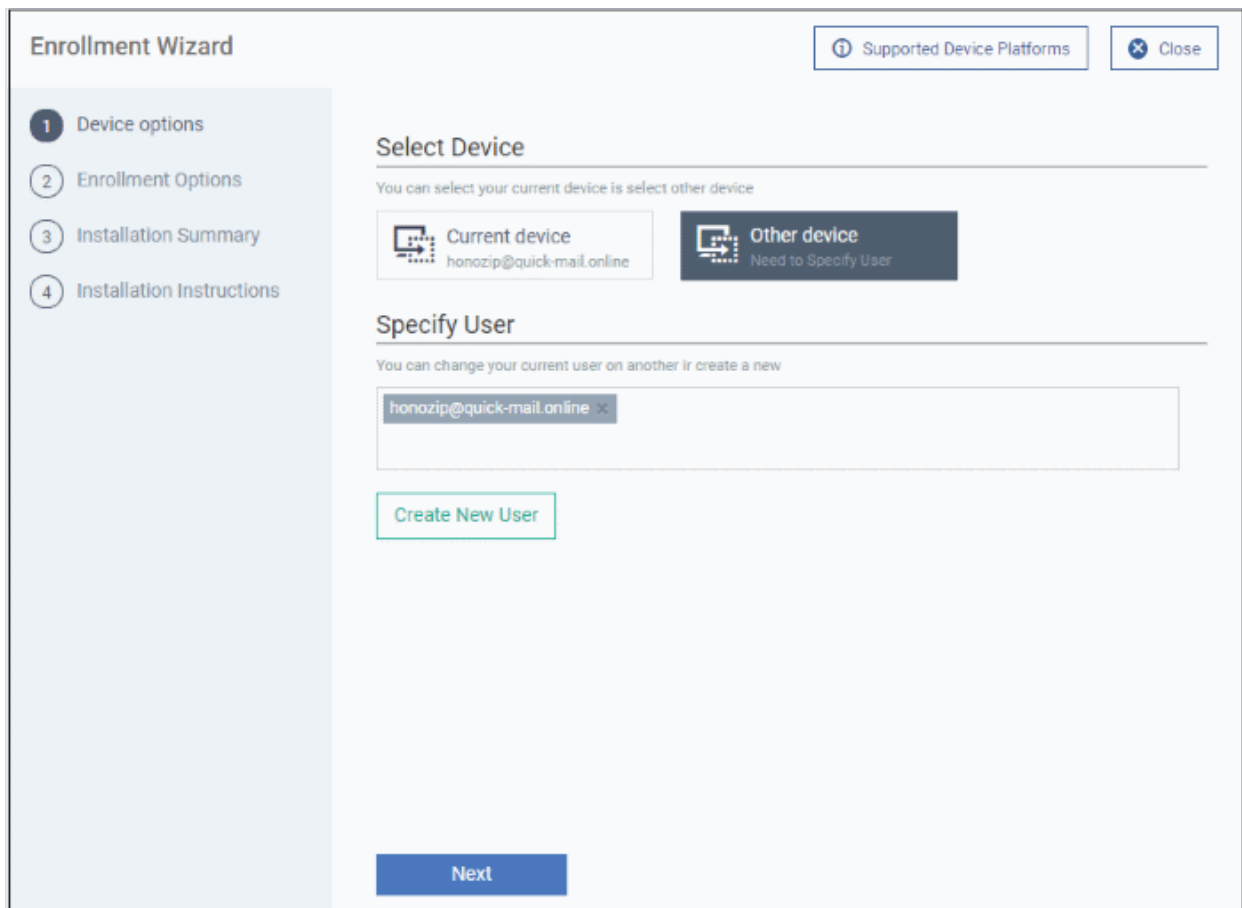 Enrollment Wizard
Supported Device Platforms
Close
1 Device options
2 Enrollment Options
3 Installation Summary
4 Installation Instructions
Select Device
You can select your current device is select other device
Current device
honozip@quick-mail.online
Other device
Need to Specify User
Specify User
You can change your current user on another ir create a new
honozip@quick-mail.online ×
Create New User
Next